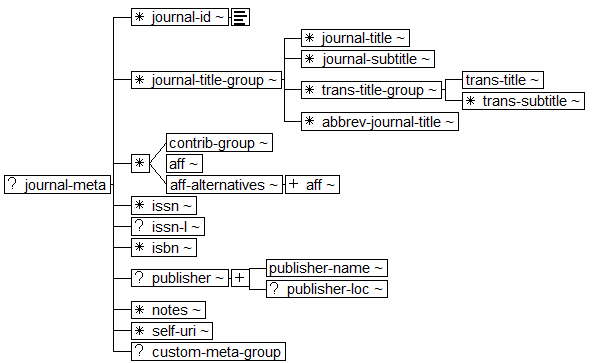 * journal-id ~
* journal-title ~
* journal-subtitle ~
* journal-title-group ~
* trans-title-group ~
trans-title ~
* trans-subtitle ~
* abbrev-journal-title ~
*
contrib-group ~
aff ~
aff-alternatives ~
+ aff ~
? journal-meta
* issn ~
? issn-l ~
* isbn ~
? publisher ~
+
publisher-name ~
? publisher-loc ~
* notes ~
* self-uri ~
? custom-meta-group